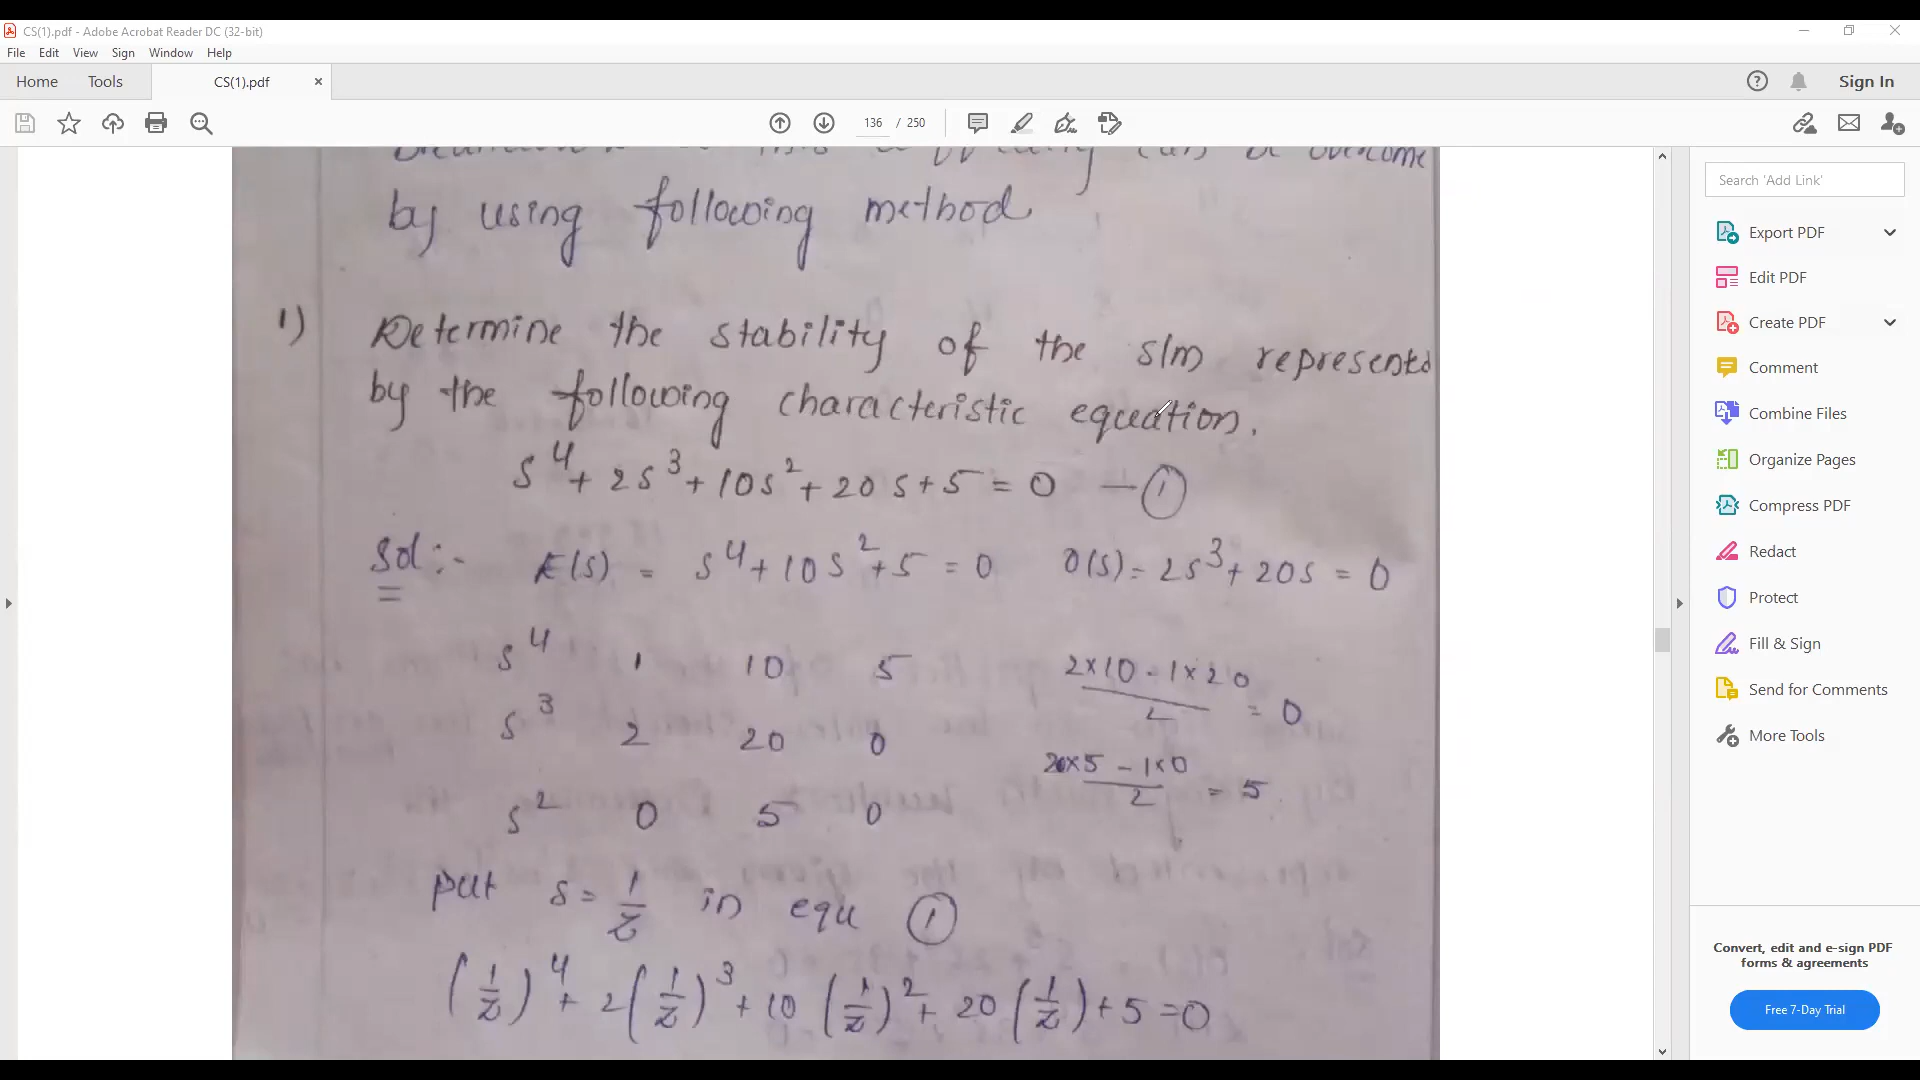 CS(1).pdf - Adobe Acrobat Reader DC (32-bit)
File Edit View Sign Window Help
Home Tools CS(1).pdf × Sign In
136 / 250
can be overcome
by using following method
1) Determine the stability of the s/m represented
by the following characteristic equation.
s⁴ + 2s³ + 10s² + 20s + 5 = 0 — ①
Sol :- E(s) = s⁴ + 10s² + 5 = 0 O(s) = 2s³ + 20s = 0
s⁴ 1 10 5 2×10 - 1×20 / 2 = 0
s³ 2 20 0
2×5 - 1×0 / 2 = 5
s² 0 5 0
put s = 1/z in equ ①
(1/z)⁴ + 2(1/z)³ + 10(1/z)² + 20(1/z) + 5 = 0
Search 'Add Link'
Export PDF
Edit PDF
Create PDF
Comment
Combine Files
Organize Pages
Compress PDF
Redact
Protect
Fill & Sign
Send for Comments
More Tools
Convert, edit and e-sign PDF
forms & agreements
Free 7-Day Trial